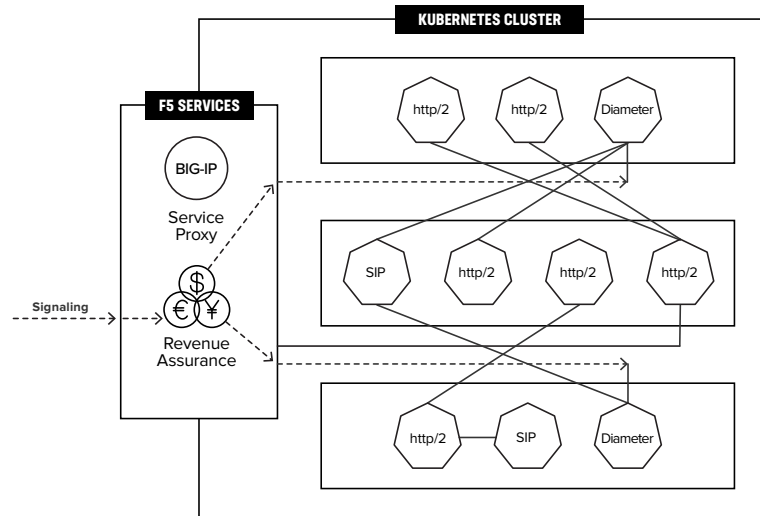 KUBERNETES CLUSTER
F5 SERVICES
http/2
http/2
Diameter
BIG-IP
Service
Proxy
SIP
http/2
http/2
http/2
$
€
¥
Signaling
Revenue
Assurance
http/2
SIP
Diameter